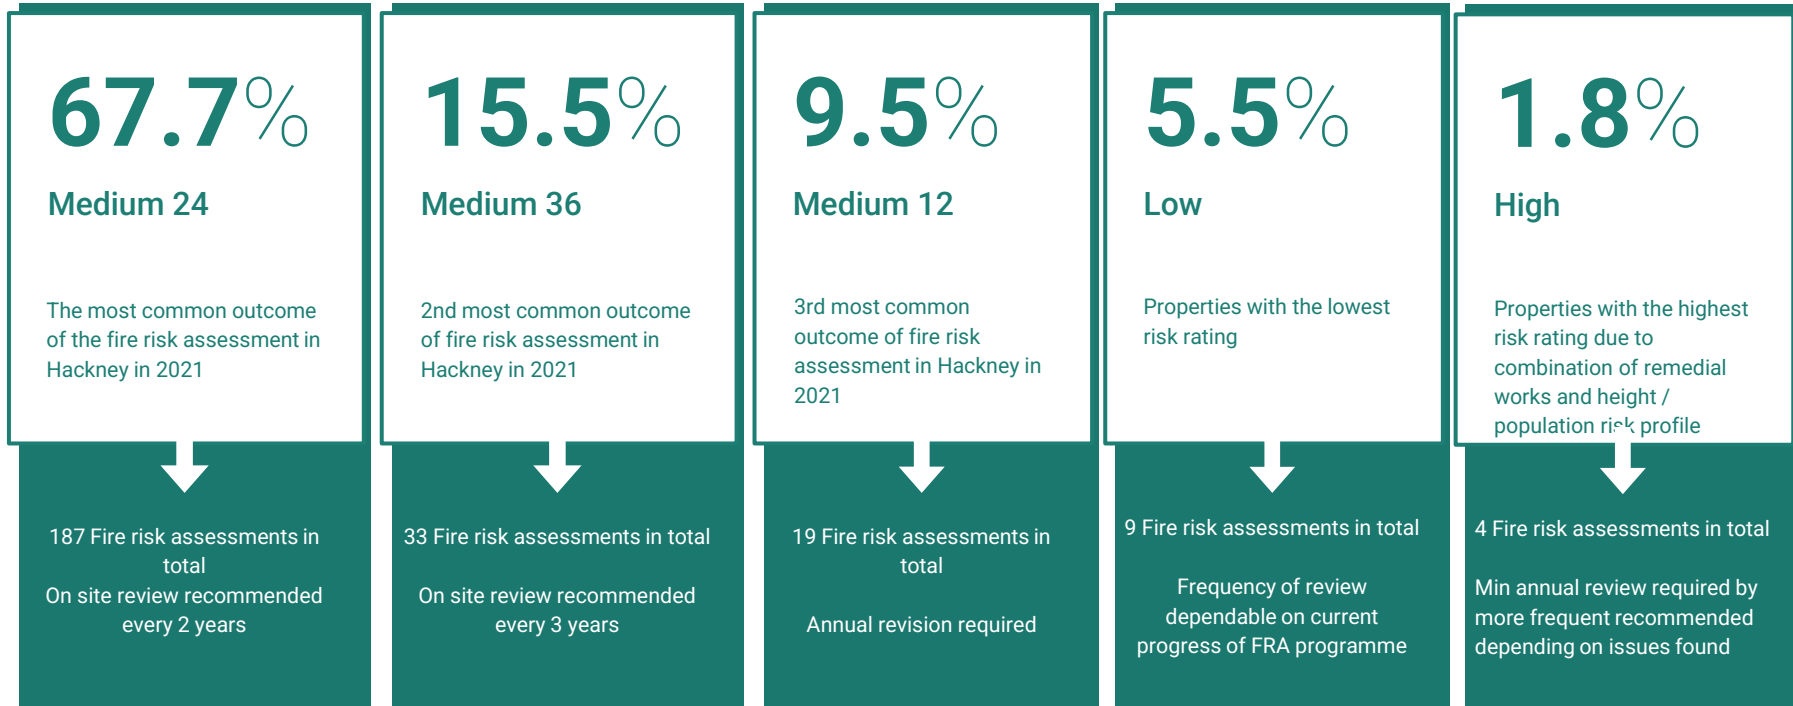 67.7%
Medium 24
The most common outcome
of the fire risk assessment in
Hackney in 2021
187 Fire risk assessments in
total
On site review recommended
every 2 years
15.5%
Medium 36
2nd most common outcome
of fire risk assessment in
Hackney in 2021
33 Fire risk assessments in total
On site review recommended
every 3 years
9.5%
Medium 12
3rd most common
outcome of fire risk
assessment in Hackney in
2021
19 Fire risk assessments in
total
Annual revision required
5.5%
Low
Properties with the lowest
risk rating
9 Fire risk assessments in total
Frequency of review
dependable on current
progress of FRA programme
1.8%
High
Properties with the highest
risk rating due to
combination of remedial
works and height /
population risk profile
4 Fire risk assessments in total
Min annual review required by
more frequent recommended
depending on issues found